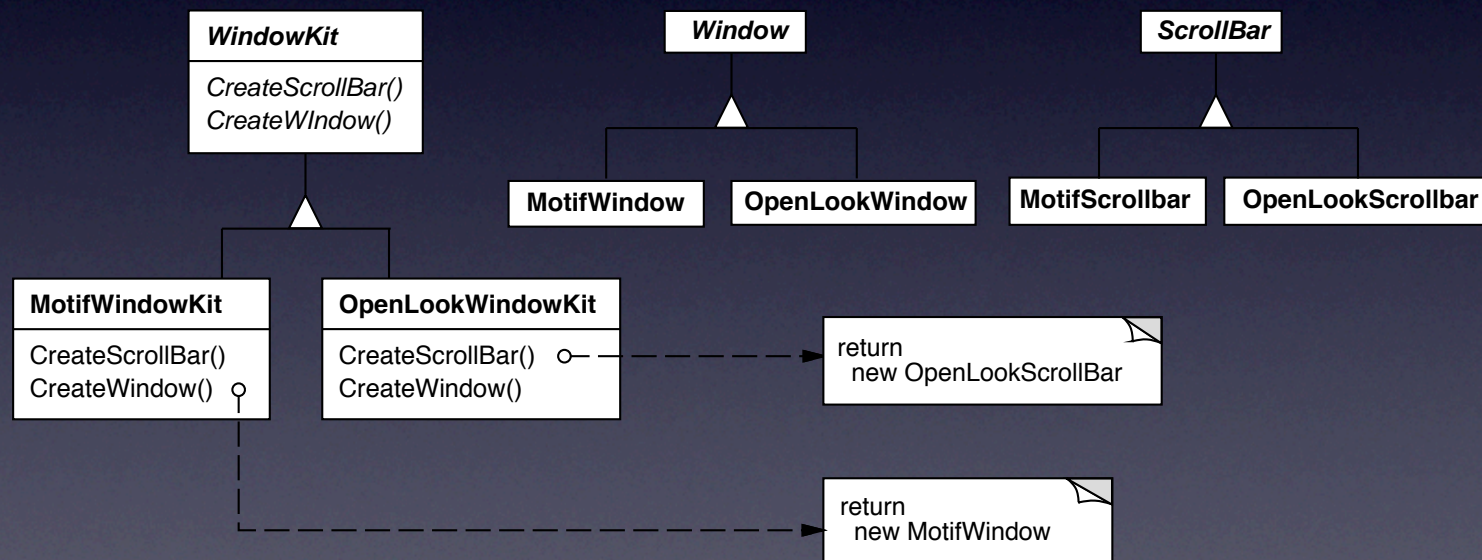 WindowKit
CreateScrollBar()
CreateWIndow()
Window
MotifWindow
OpenLookWindow
ScrollBar
MotifScrollbar
OpenLookScrollbar
MotifWindowKit
CreateScrollBar()
CreateWindow()
OpenLookWindowKit
CreateScrollBar()
CreateWindow()
return
new OpenLookScrollBar
return
new MotifWindow